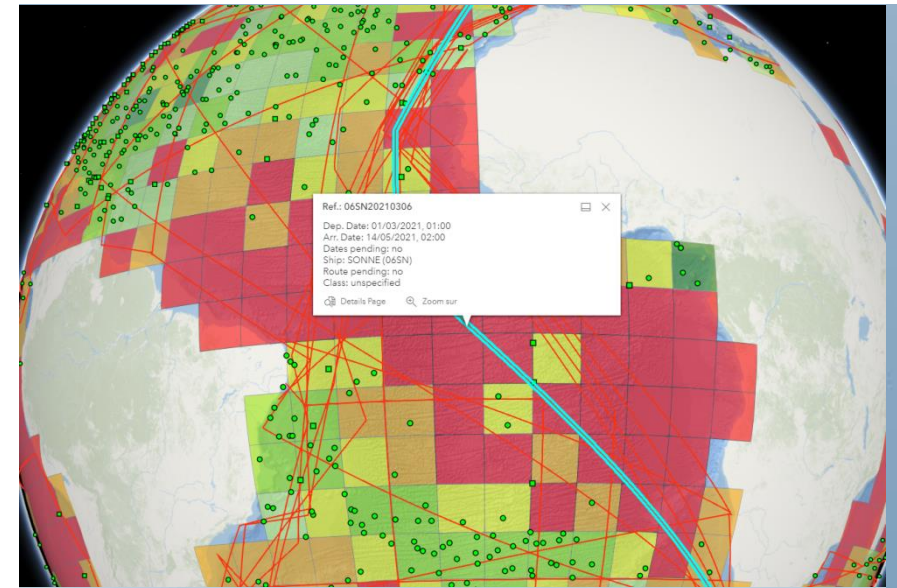 Ref.: 06SN20210306
Dep. Date: 01/03/2021, 01:00
Arr. Date: 14/05/2021, 02:00
Dates pending: no
Ship: SONNE (06SN)
Route pending: no
Class: unspecified
Details Page Zoom sur